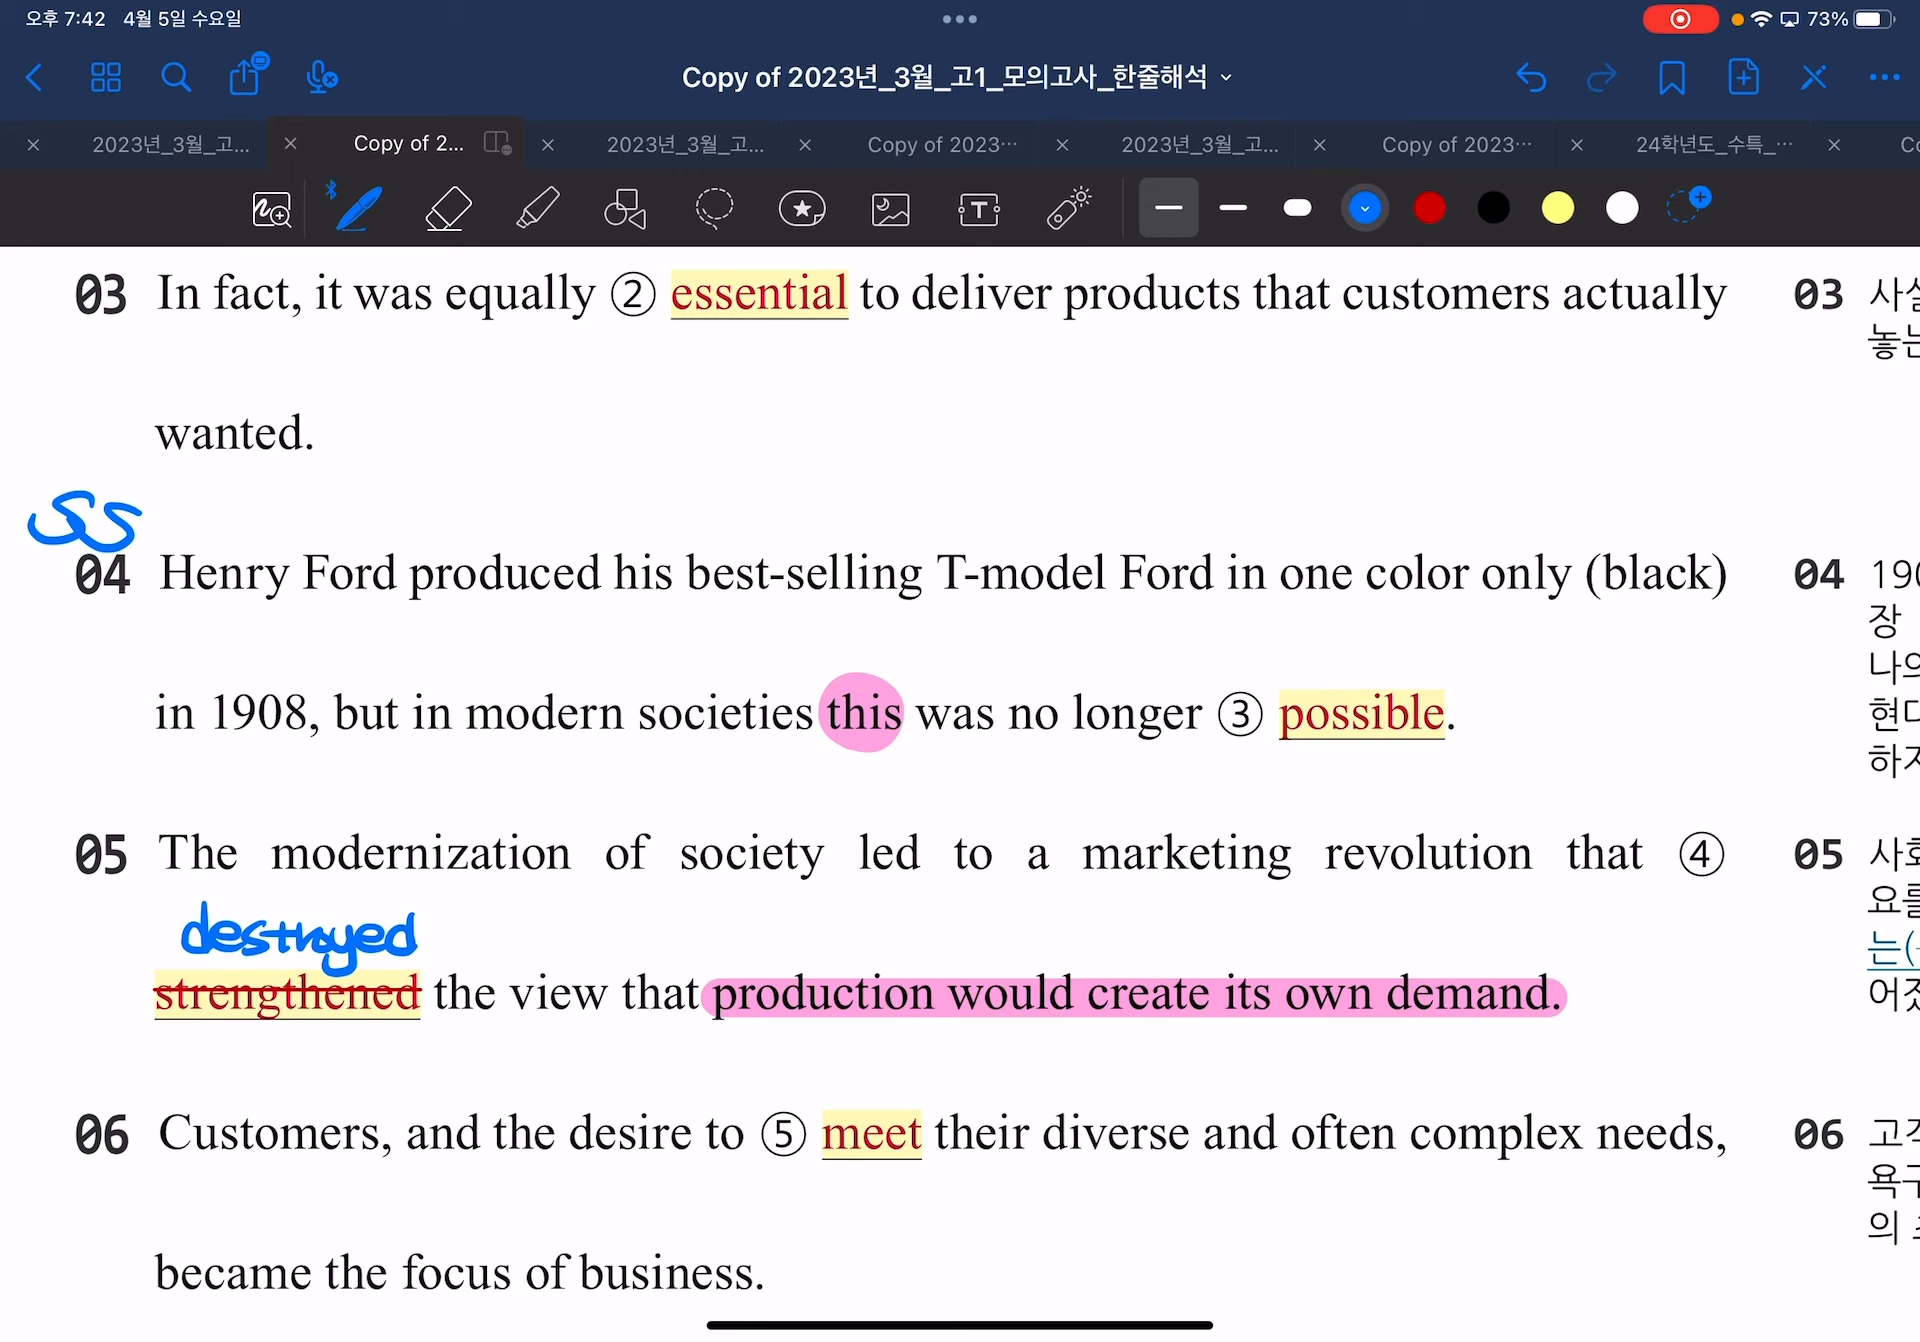 오후 7:42 4월 5일 수요일
73%
Copy of 2023년_3월_고1_모의고사_한줄해석
2023년_3월_고...
Copy of 2...
2023년_3월_고...
Copy of 2023...
2023년_3월_고...
Copy of 2023...
24학년도_수특_...
03 In fact, it was equally ② essential to deliver products that customers actually
wanted.
SS
04 Henry Ford produced his best-selling T-model Ford in one color only (black)
in 1908, but in modern societies this was no longer ③ possible.
05 The modernization of society led to a marketing revolution that ④
destroyed
strengthened the view that production would create its own demand.
06 Customers, and the desire to ⑤ meet their diverse and often complex needs,
became the focus of business.
03
놓는
04
장
05
요를
는(
06
의